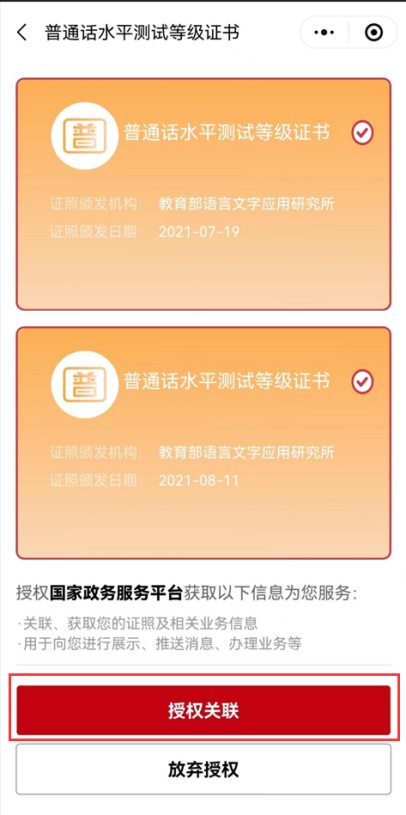 普通话水平测试等级证书
普 普通话水平测试等级证书
证照颁发机构： 教育部语言文字应用研究所
证照颁发日期： 2021-07-19
普 普通话水平测试等级证书
证照颁发机构： 教育部语言文字应用研究所
证照颁发日期： 2021-08-11
授权国家政务服务平台获取以下信息为您服务：
·关联、获取您的证照及相关业务信息
·用于向您进行展示、推送消息、办理业务等
授权关联
放弃授权